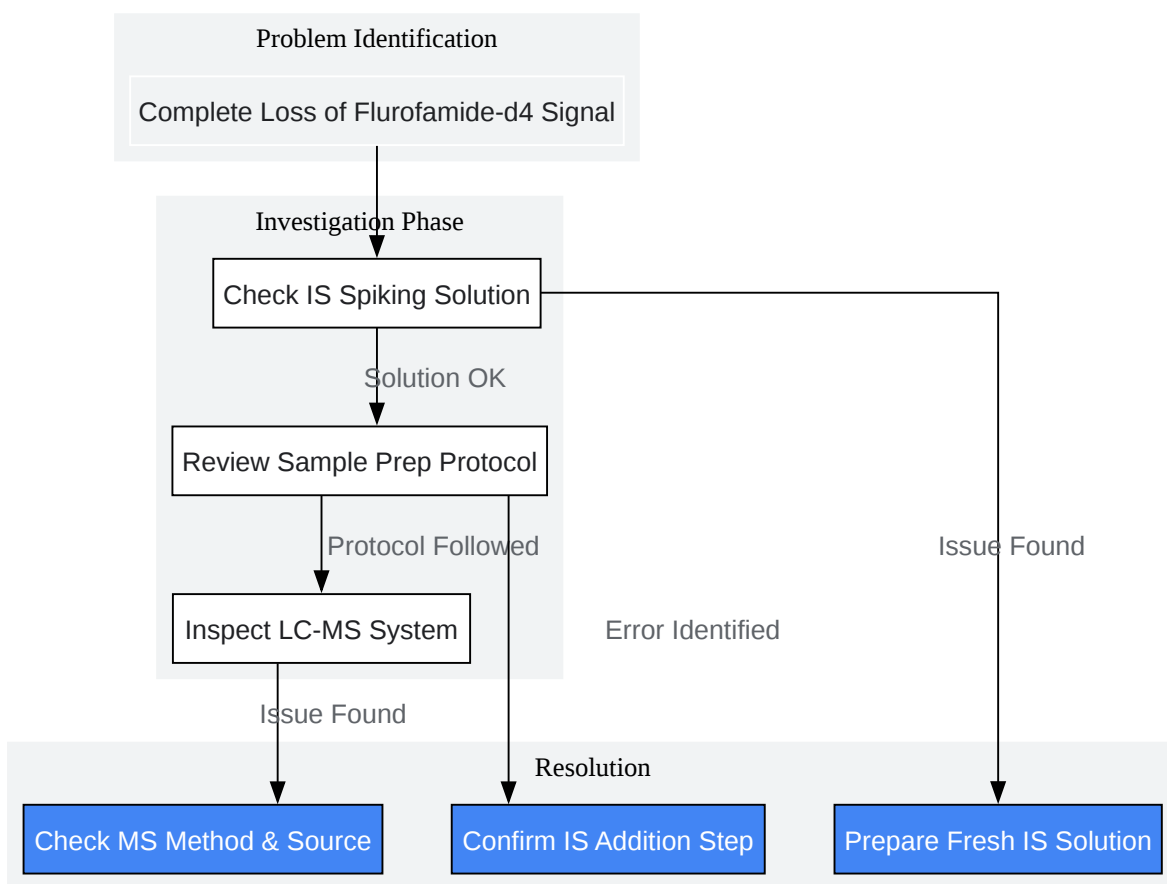 Problem Identification
Complete Loss of Flurofamide-d4 Signal
Investigation Phase
Check IS Spiking Solution
Solution OK
Review Sample Prep Protocol
Protocol Followed
Issue Found
Inspect LC-MS System
Error Identified
Issue Found
Resolution
Check MS Method & Source
Confirm IS Addition Step
Prepare Fresh IS Solution